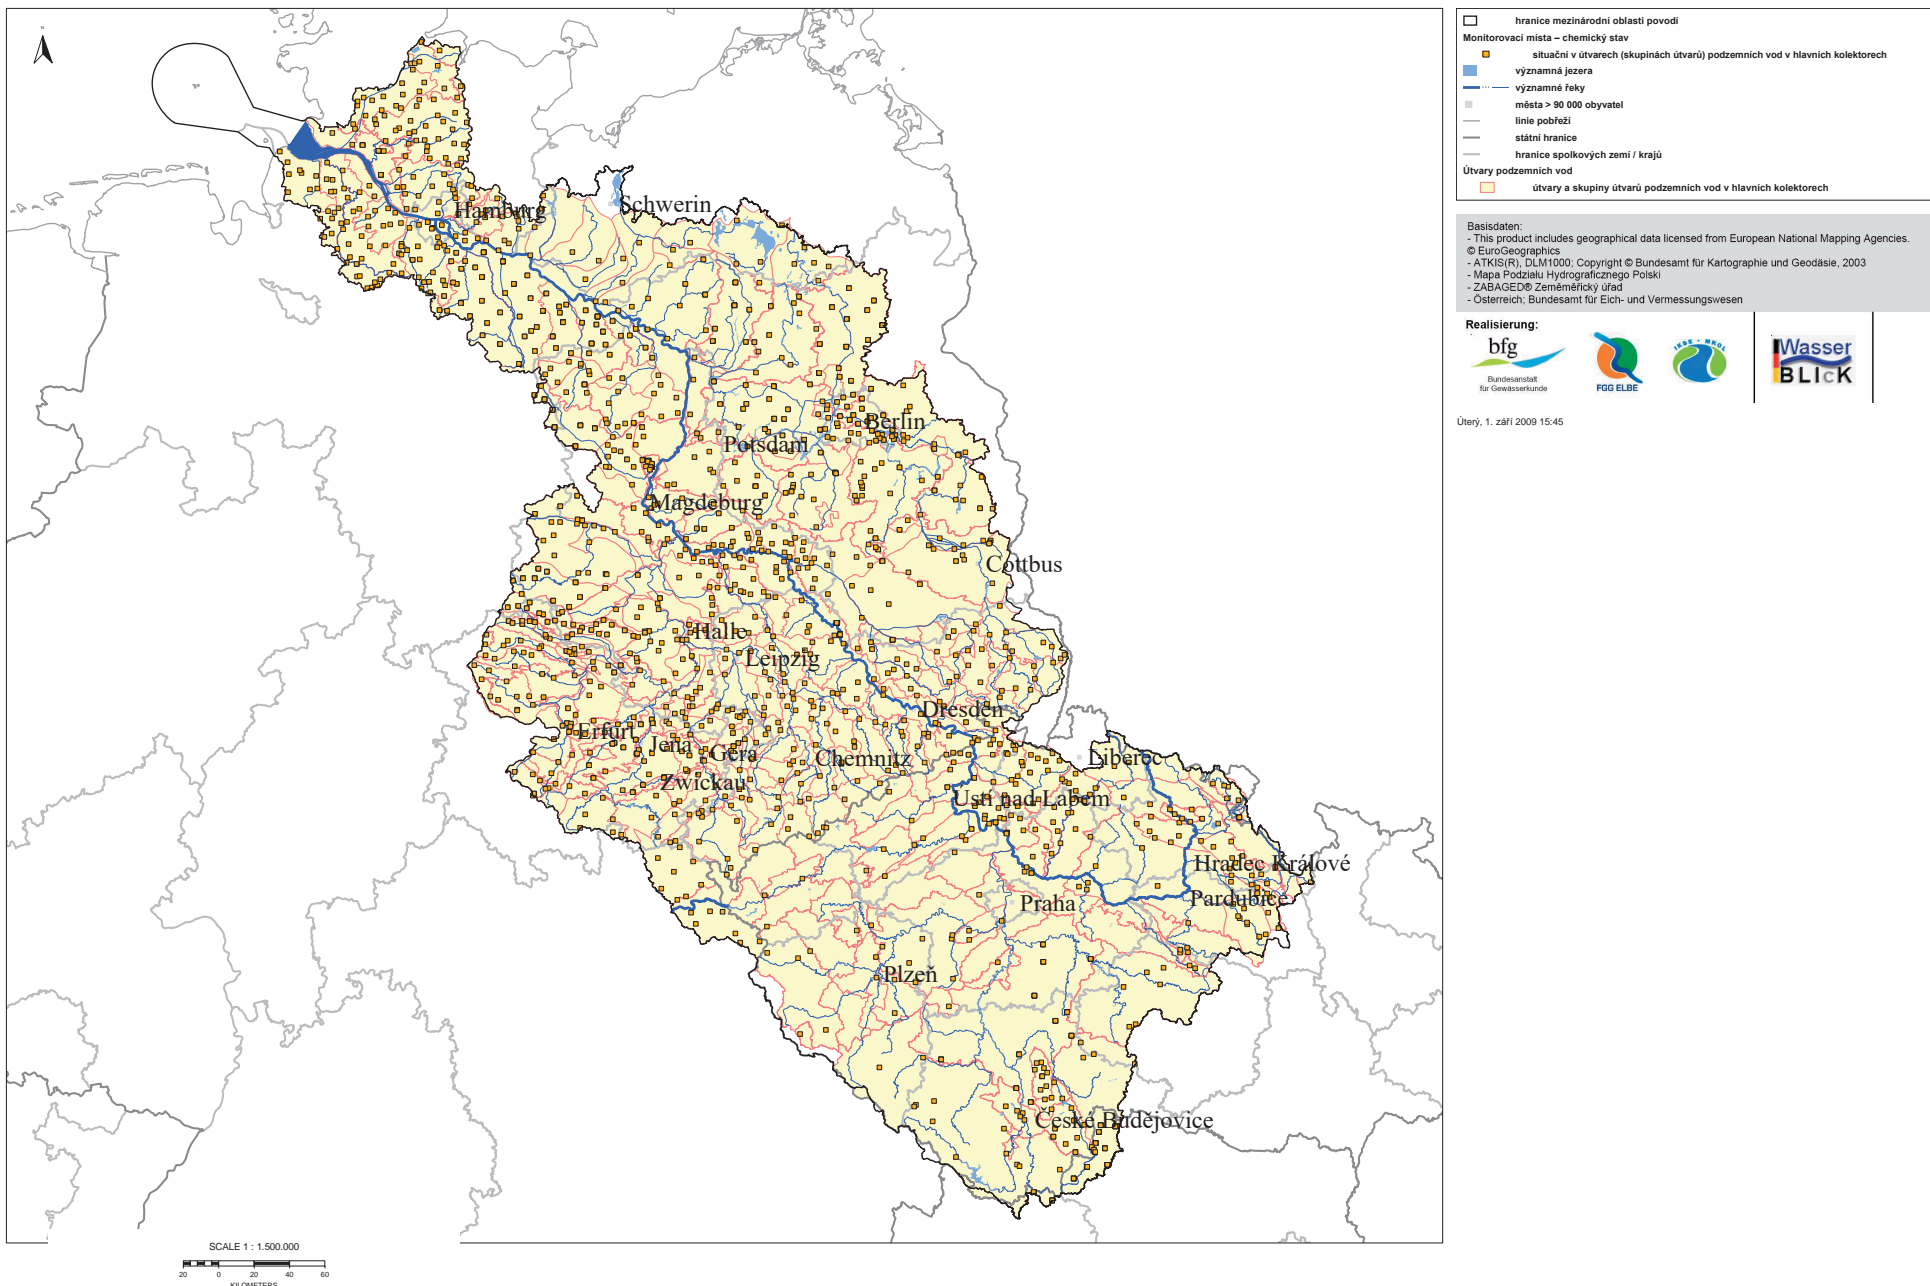 hranice mezinárodní oblasti povodí
Monitorovací místa – chemický stav
situační v útvarech (skupinách útvarů) podzemních vod v hlavních kolektorech
významná jezera
významné řeky
města > 90 000 obyvatel
linie pobřeží
státní hranice
hranice spolkových zemí / krajů
Útvary podzemních vod
útvary a skupiny útvarů podzemních vod v hlavních kolektorech
Basisdaten:
- This product includes geographical data licensed from European National Mapping Agencies.
© EuroGeographics
- ATKIS(R), DLM1000; Copyright © Bundesamt für Kartographie und Geodäsie, 2003
- Mapa Podziału Hydrograficznego Polski
- ZABAGED® Zeměměřický úřad
- Österreich; Bundesamt für Eich- und Vermessungswesen
Realisierung:
bfg
Bundesanstalt
für Gewässerkunde
FGG ELBE
IKSE - MKOL
Wasser
BLIcK
Úterý, 1. září 2009 15:45
Schwerin
Hamburg
Berlin
Potsdam
Magdeburg
Cottbus
Halle
Leipzig
Dresden
Erfurt
Jena
Gera
Chemnitz
Zwickau
Liberec
Ústí nad Labem
Hradec Králové
Pardubice
Praha
Plzeň
České Budějovice
SCALE 1 : 1.500.000
20 0 20 40 60
KILOMETERS